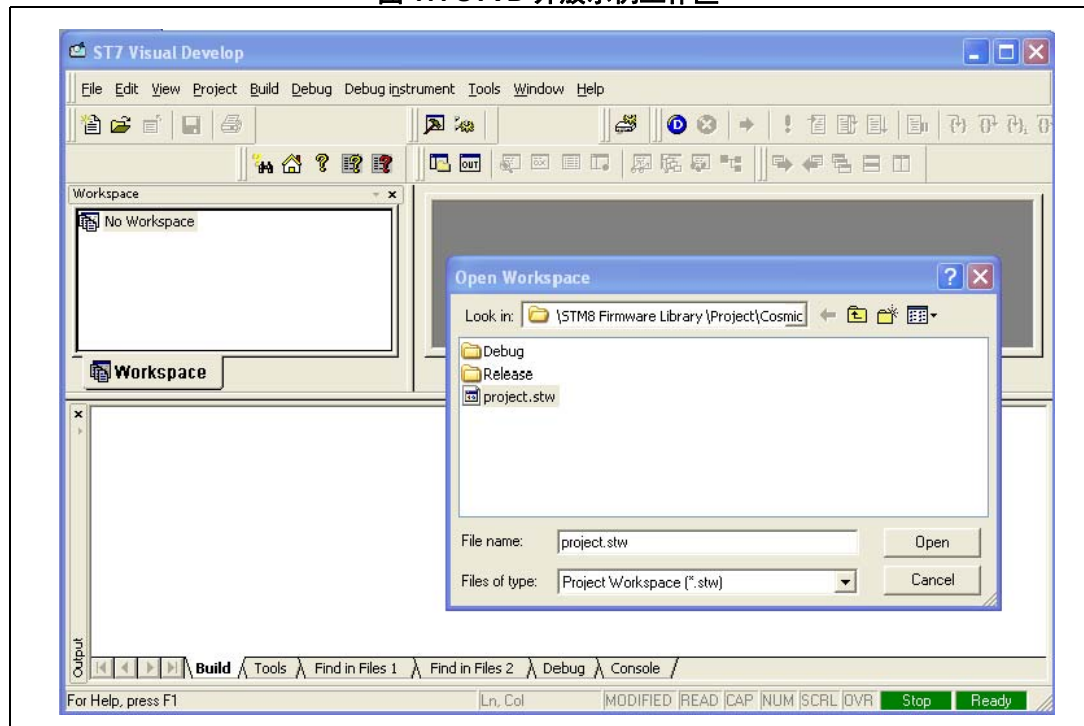 ST7 Visual Develop
File Edit View Project Build Debug Debug instrument Tools Window Help
D
OUT
Workspace
No Workspace
Workspace
Open Workspace
Look in: \STM8 Firmware Library \Project\Cosmic
Debug
Release
project.stw
File name: project.stw Open
Files of type: Project Workspace (*.stw) Cancel
Output
Build Tools Find in Files 1 Find in Files 2 Debug Console
For Help, press F1 Ln, Col MODIFIED READ CAP NUM SCRL OVR Stop Ready